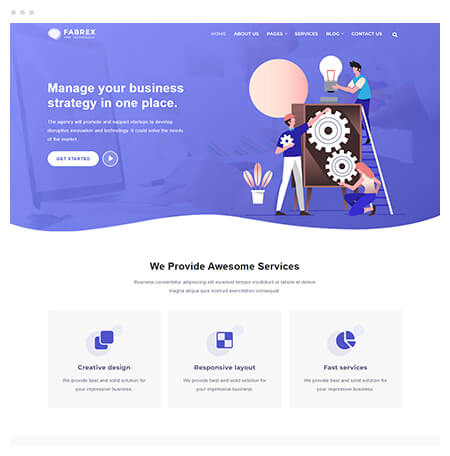 FABREX
HOME ABOUT US PAGES SERVICES BLOG CONTACT US
Manage your business
strategy in one place.
The agency will promote and support startups to develop
disruptive innovation and technology. It could solve the needs
of the market.
GET STARTED
We Provide Awesome Services
Business consectetur adipiscing elit eiusmod tempor incididunt ut labore et dolore
magna aliqua quis nostrud exercitation consequat
Creative design
We provide best and solid solution for
your impressive business.
Responsive layout
We provide best and solid solution for
your impressive business
Fast services
We provide best and solid solution for
your impressive business.